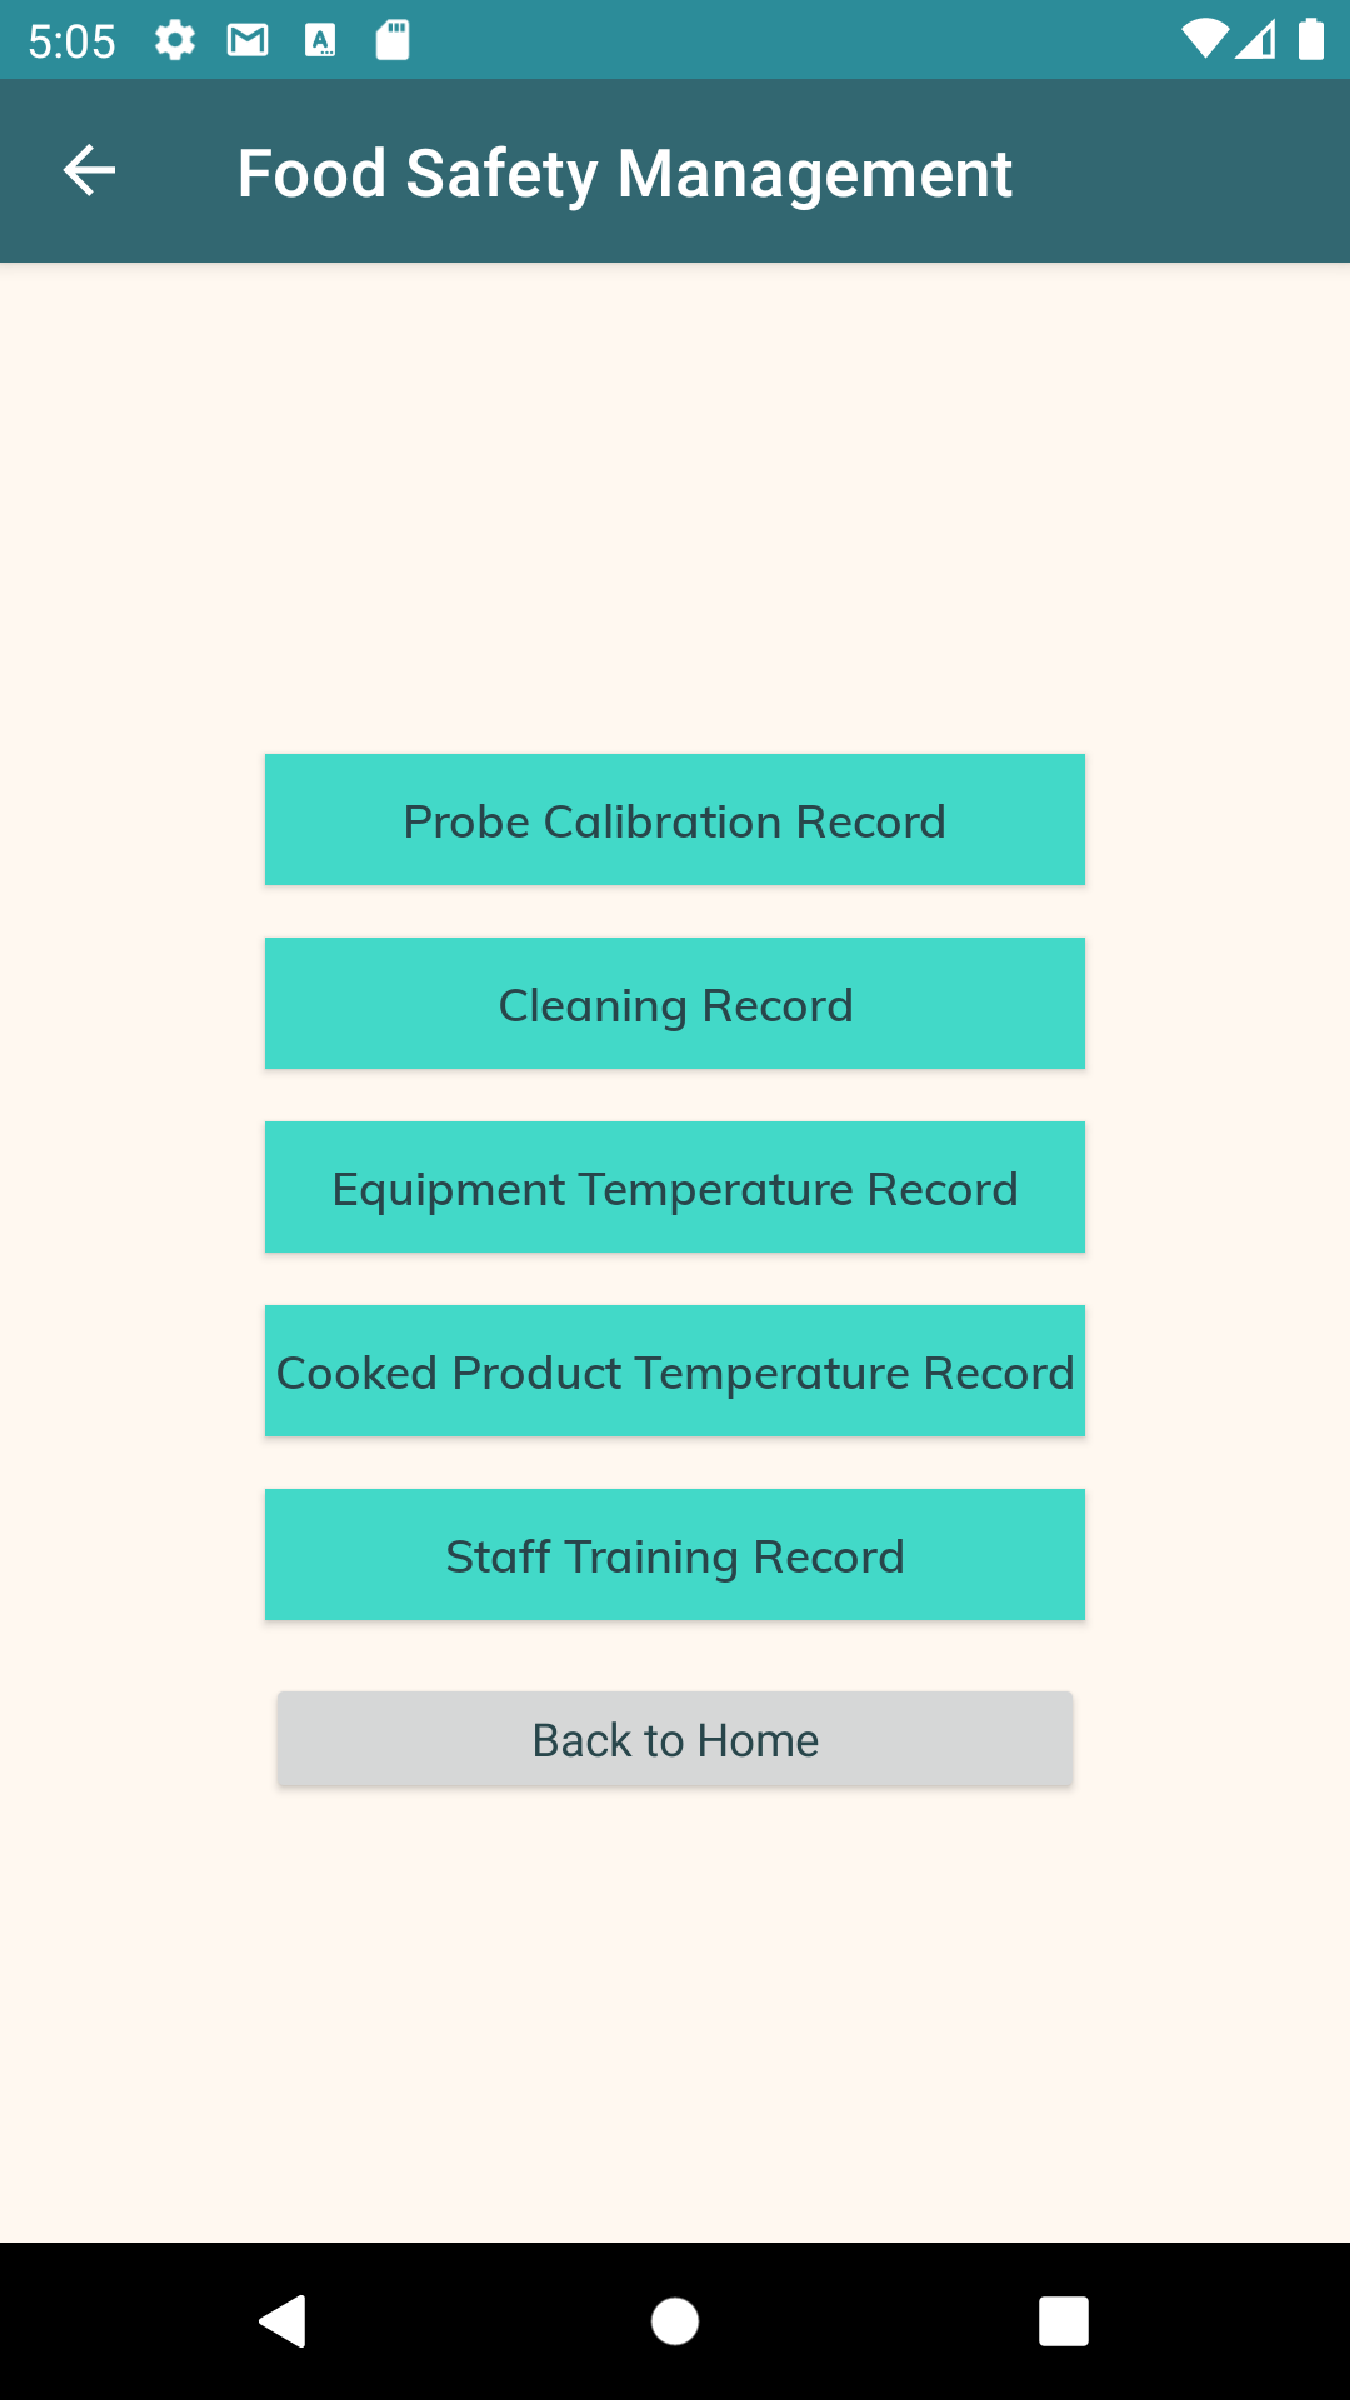 5:05
Food Safety Management
Probe Calibration Record
Cleaning Record
Equipment Temperature Record
Cooked Product Temperature Record
Staff Training Record
Back to Home